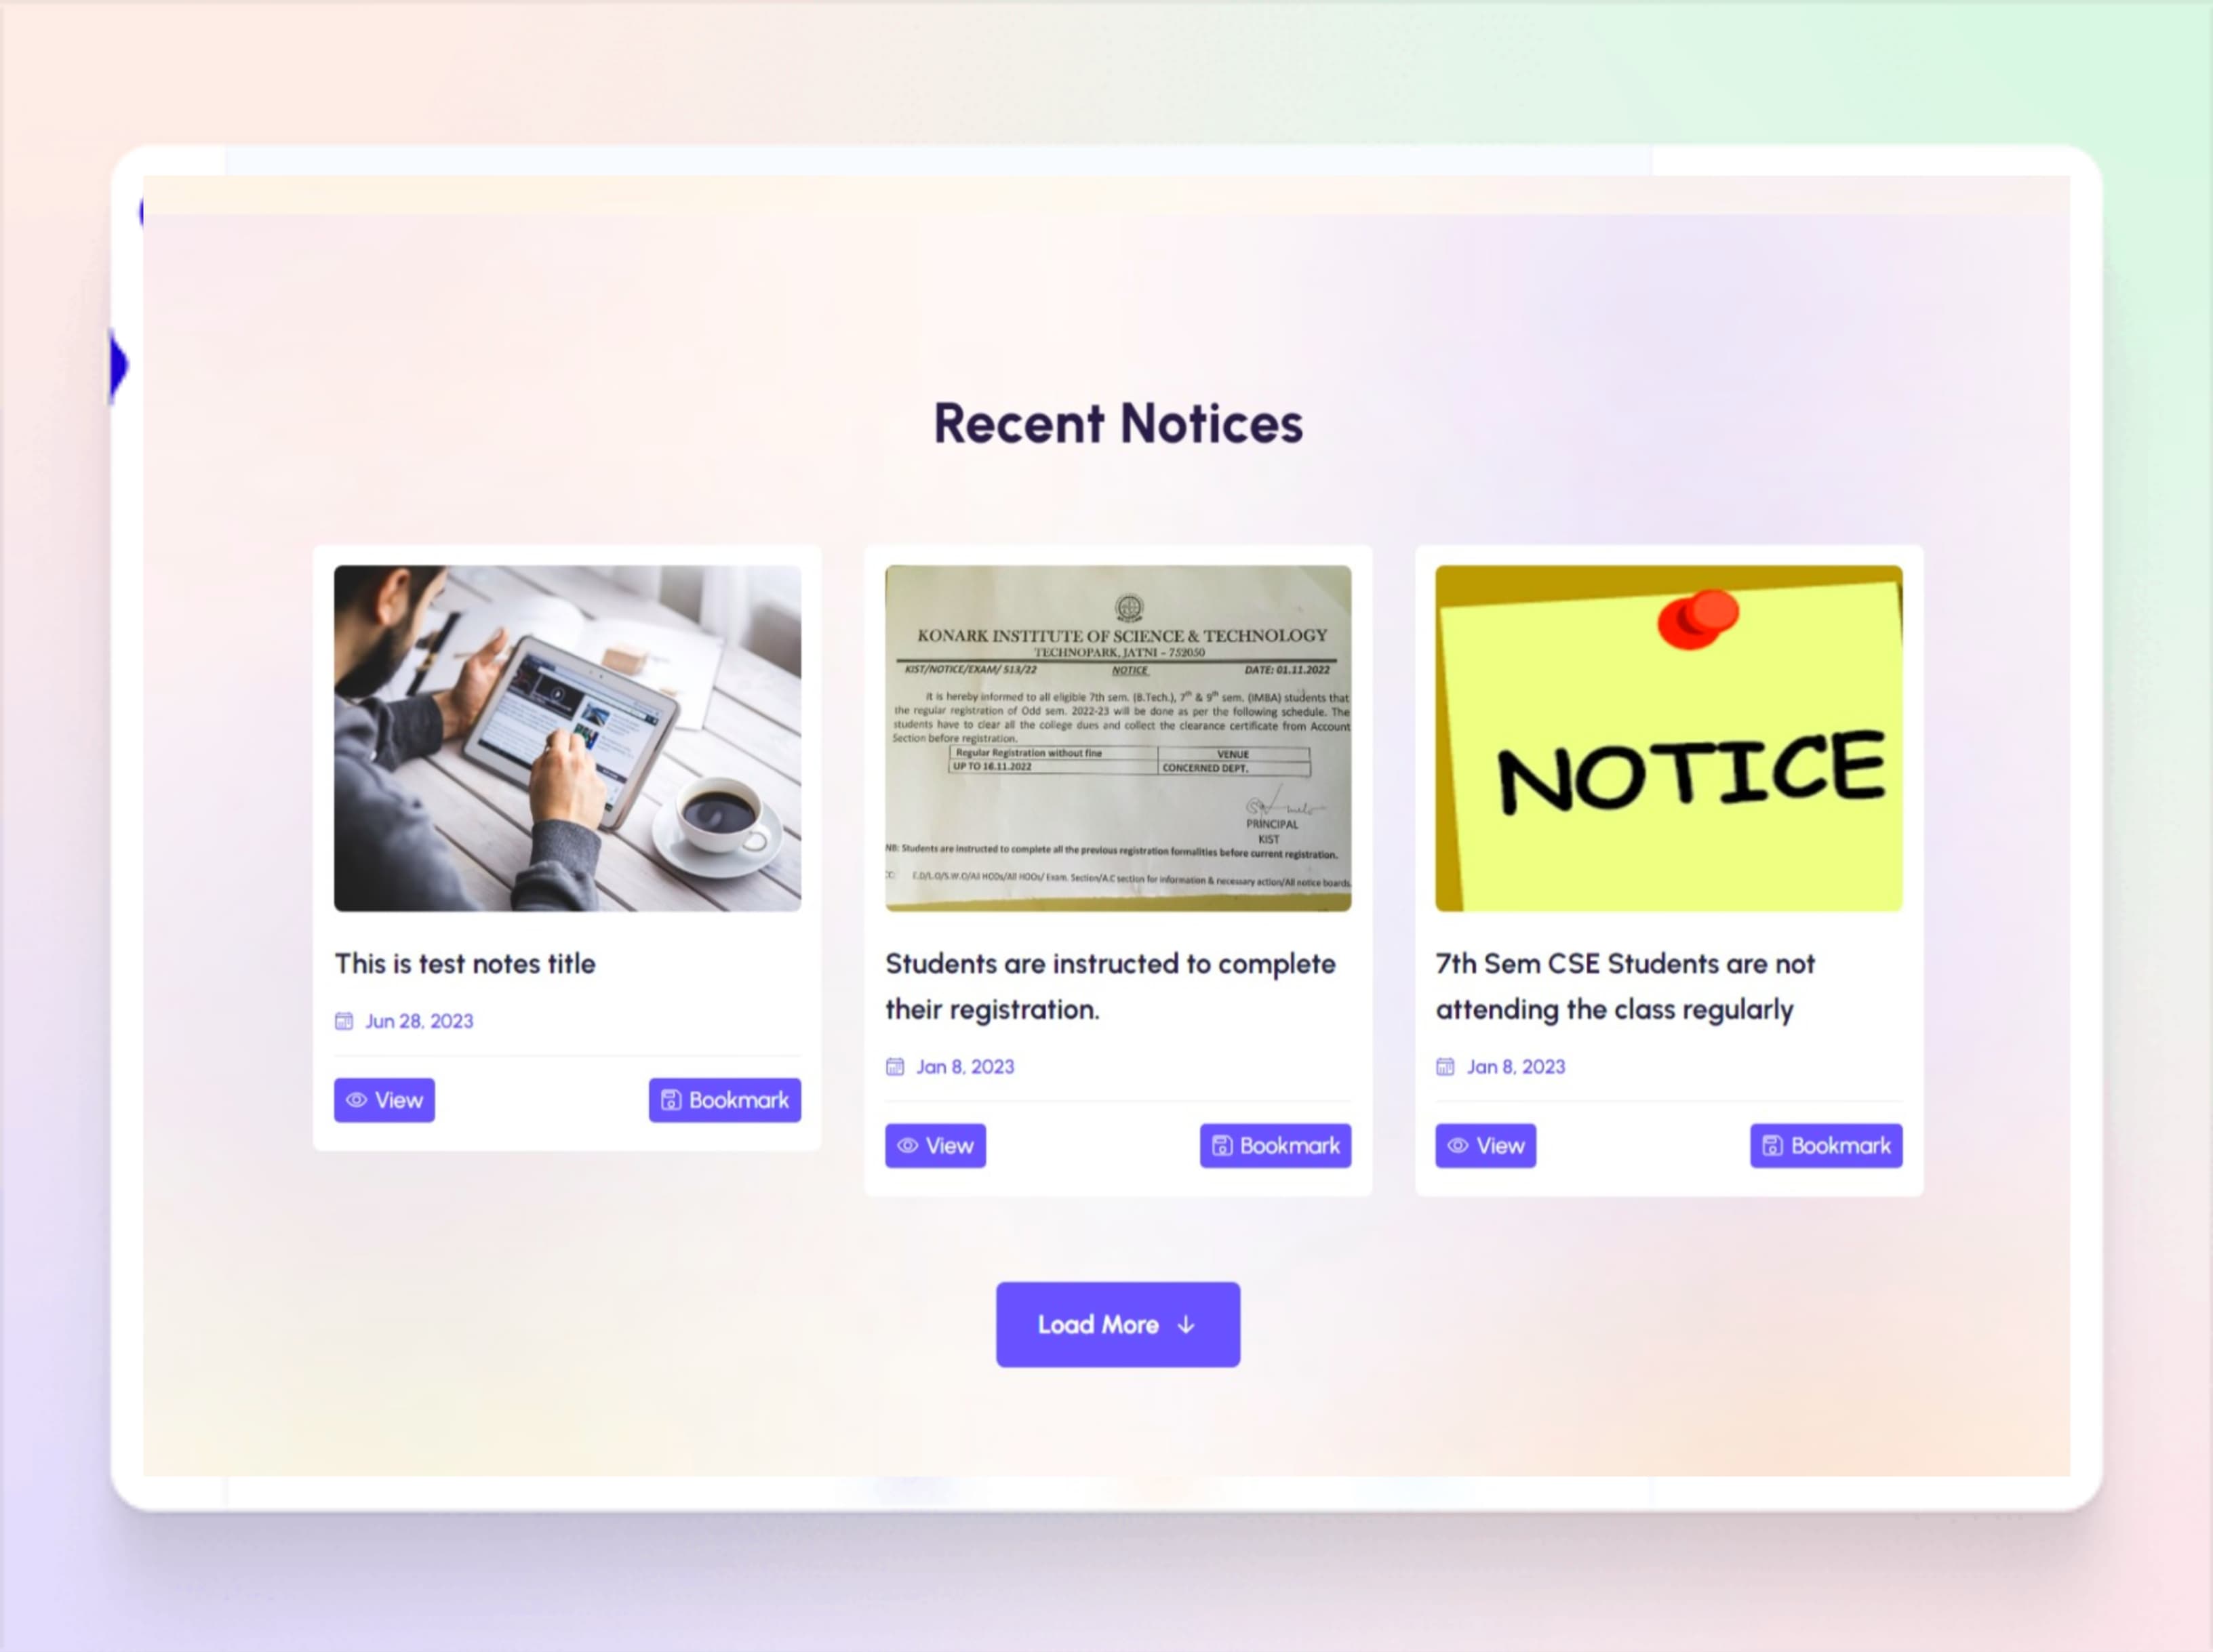 Recent Notices
This is test notes title
Jun 28, 2023
View
Bookmark
KONARK INSTITUTE OF SCIENCE & TECHNOLOGY
TECHNOPARK, JATNI – 752050
KIST/NOTICE/EXAM/ 513/22 NOTICE DATE: 01.11.2022
It is hereby informed to all eligible 7th sem. (B.Tech.), 7th & 9th sem. (IMBA) students that
the regular registration of Odd sem. 2022-23 will be done as per the following schedule. The
students have to clear all the college dues and collect the clearance certificate from Account
Section before registration.
Regular Registration without fine VENUE
UP TO 16.11.2022 CONCERNED DEPT.
PRINCIPAL
KIST
NB: Students are instructed to complete all the previous registration formalities before current registration.
Exam. Section/A.C section for information & necessary action/All notice boards
Students are instructed to complete
their registration.
Jan 8, 2023
View
Bookmark
NOTICE
7th Sem CSE Students are not
attending the class regularly
Jan 8, 2023
View
Bookmark
Load More